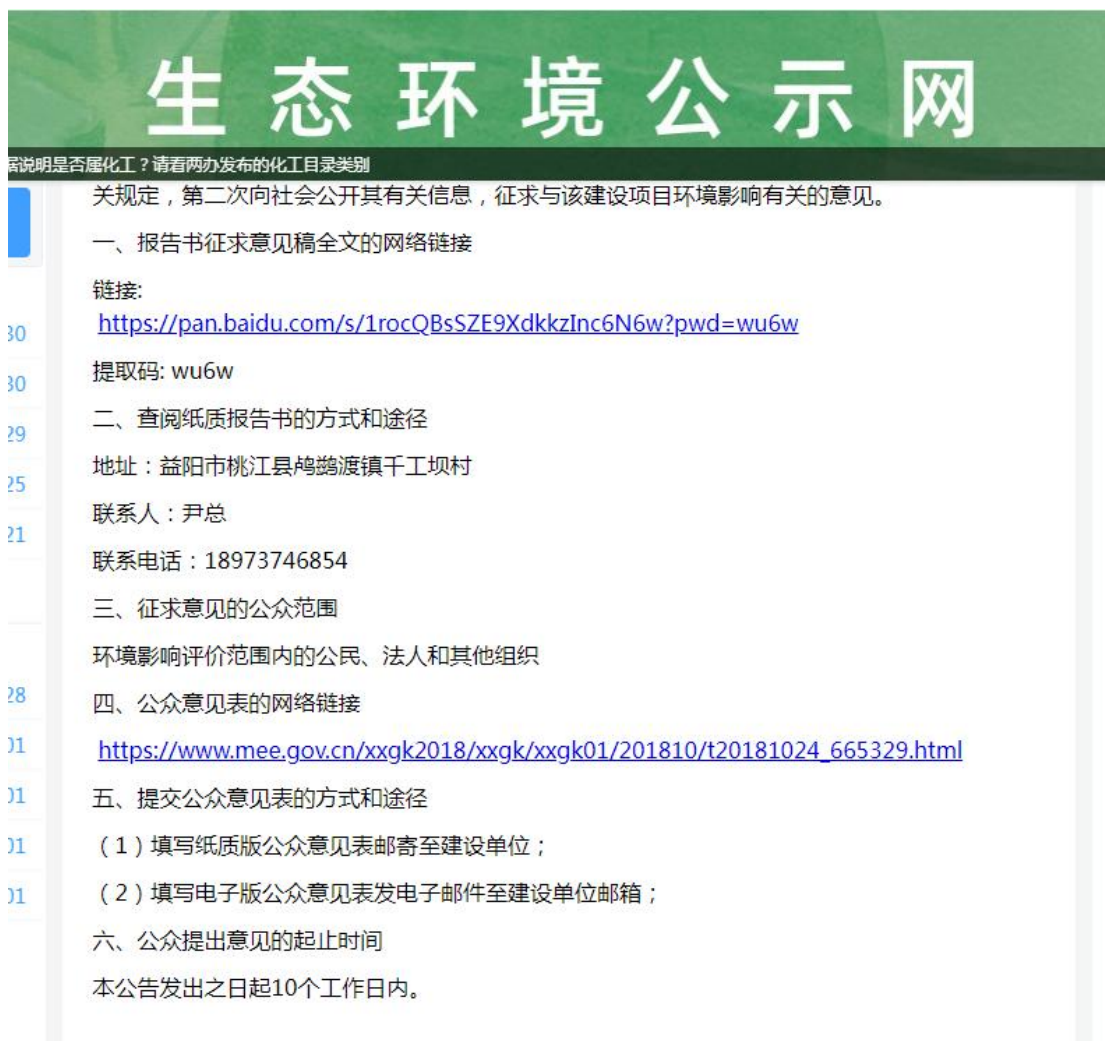 生态环境公示网
据说明是否属化工？请看两办发布的化工目录类别
关规定，第二次向社会公开其有关信息，征求与该建设项目环境影响有关的意见。
一、报告书征求意见稿全文的网络链接
链接:
https://pan.baidu.com/s/1rocQBsSZE9XdkkzInc6N6w?pwd=wu6w
30
提取码: wu6w
30
二、查阅纸质报告书的方式和途径
29
地址：益阳市桃江县鸬鹚渡镇千工坝村
25
联系人：尹总
21
联系电话：18973746854
三、征求意见的公众范围
环境影响评价范围内的公民、法人和其他组织
28
四、公众意见表的网络链接
01
https://www.mee.gov.cn/xxgk2018/xxgk/xxgk01/201810/t20181024_665329.html
01
五、提交公众意见表的方式和途径
01
（1）填写纸质版公众意见表邮寄至建设单位；
01
（2）填写电子版公众意见表发电子邮件至建设单位邮箱；
六、公众提出意见的起止时间
本公告发出之日起10个工作日内。